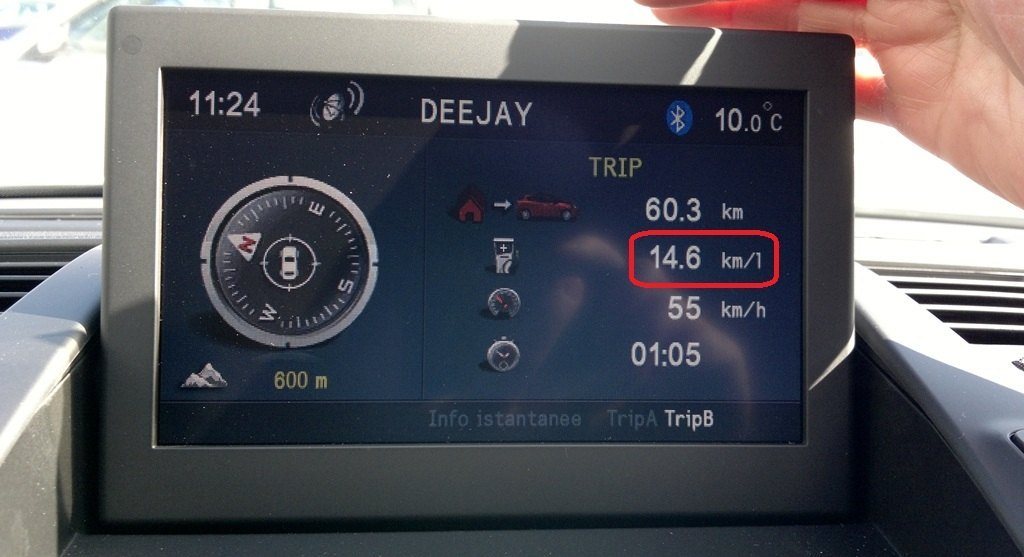 11:24 DEEJAY 10.0°C
TRIP
60.3 km
14.6 km/l
55 km/h
01:05
E
N
S
W
600 m
Info istantanee TripA TripB